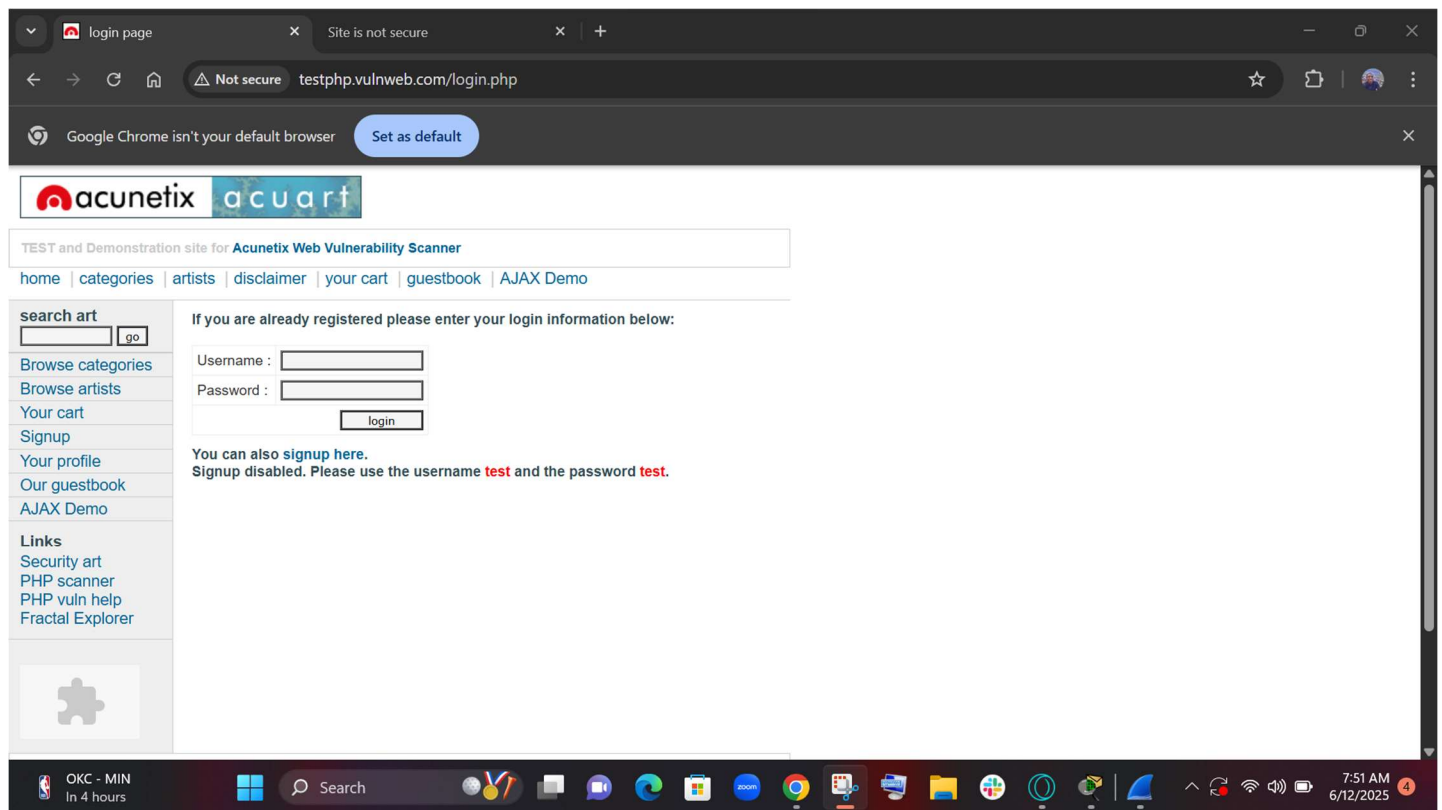 login page
Site is not secure
Not secure testphp.vulnweb.com/login.php
Google Chrome isn't your default browser Set as default
acunetix acuart
TEST and Demonstration site for Acunetix Web Vulnerability Scanner
home | categories | artists | disclaimer | your cart | guestbook | AJAX Demo
search art
go
Browse categories
Browse artists
Your cart
Signup
Your profile
Our guestbook
AJAX Demo
Links
Security art
PHP scanner
PHP vuln help
Fractal Explorer
If you are already registered please enter your login information below:
Username :
Password :
login
You can also signup here.
Signup disabled. Please use the username test and the password test.
OKC - MIN
In 4 hours
Search
zoom
7:51 AM
6/12/2025
4